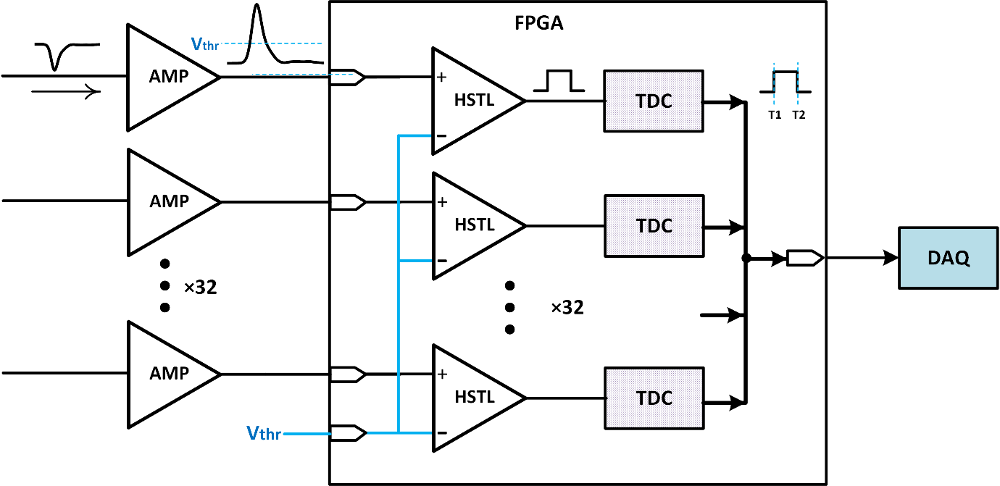 FPGA
Vthr
AMP
+
HSTL
−
TDC
T1 T2
AMP
+
HSTL
−
TDC
DAQ
×32
×32
AMP
+
HSTL
−
TDC
Vthr